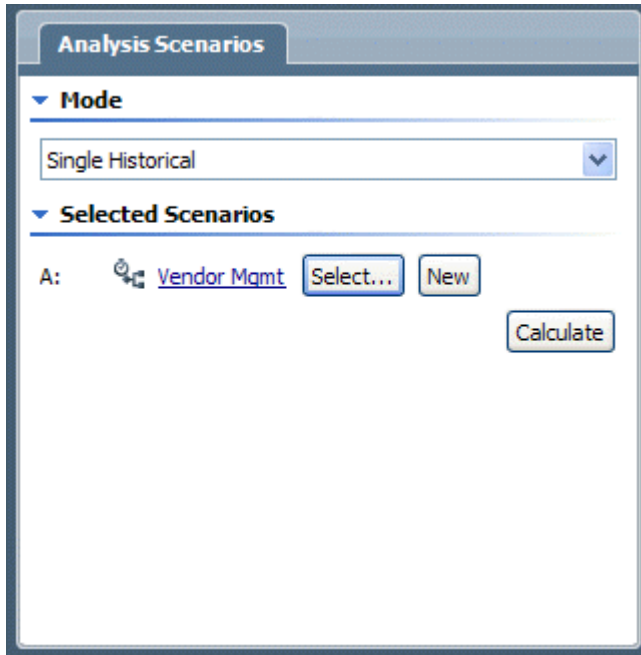 Analysis Scenarios
Mode
Single Historical
Selected Scenarios
A: Vendor Mgmt Select... New
Calculate